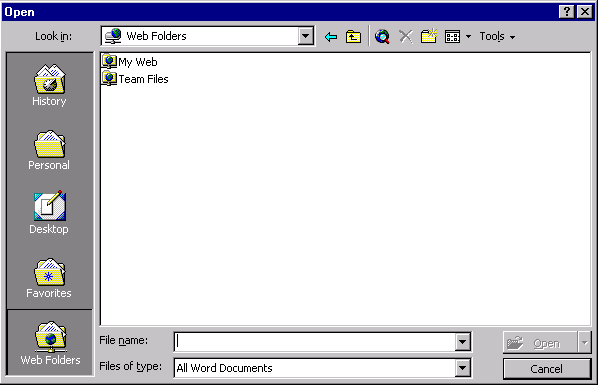 Open
Look in: Web Folders Tools
My Web
Team Files
History
Personal
Desktop
Favorites
Web Folders
File name: Open
Files of type: All Word Documents Cancel